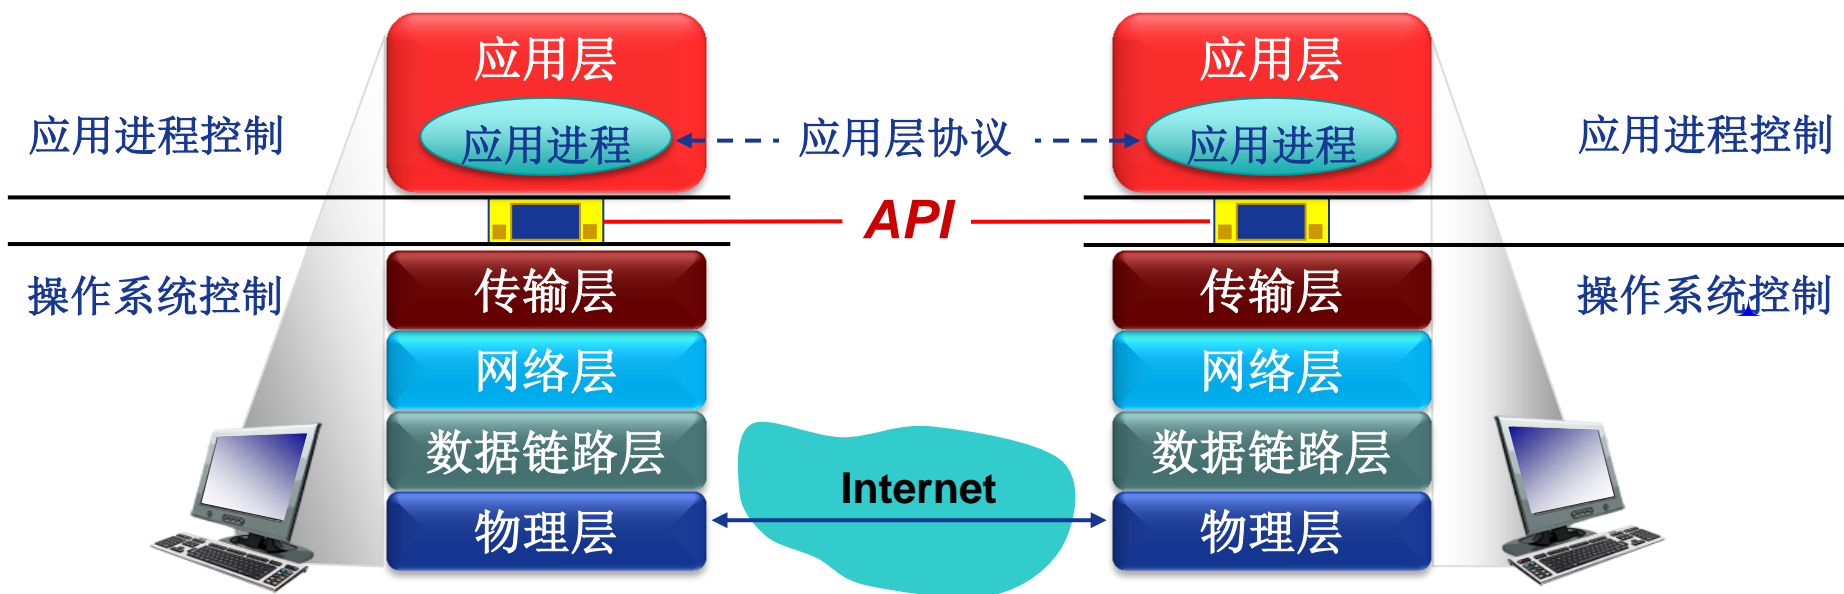 应用层
应用层
应用进程控制
应用进程
应用层协议
应用进程
应用进程控制
API
操作系统控制
传输层
传输层
操作系统控制
网络层
网络层
数据链路层
数据链路层
Internet
物理层
物理层